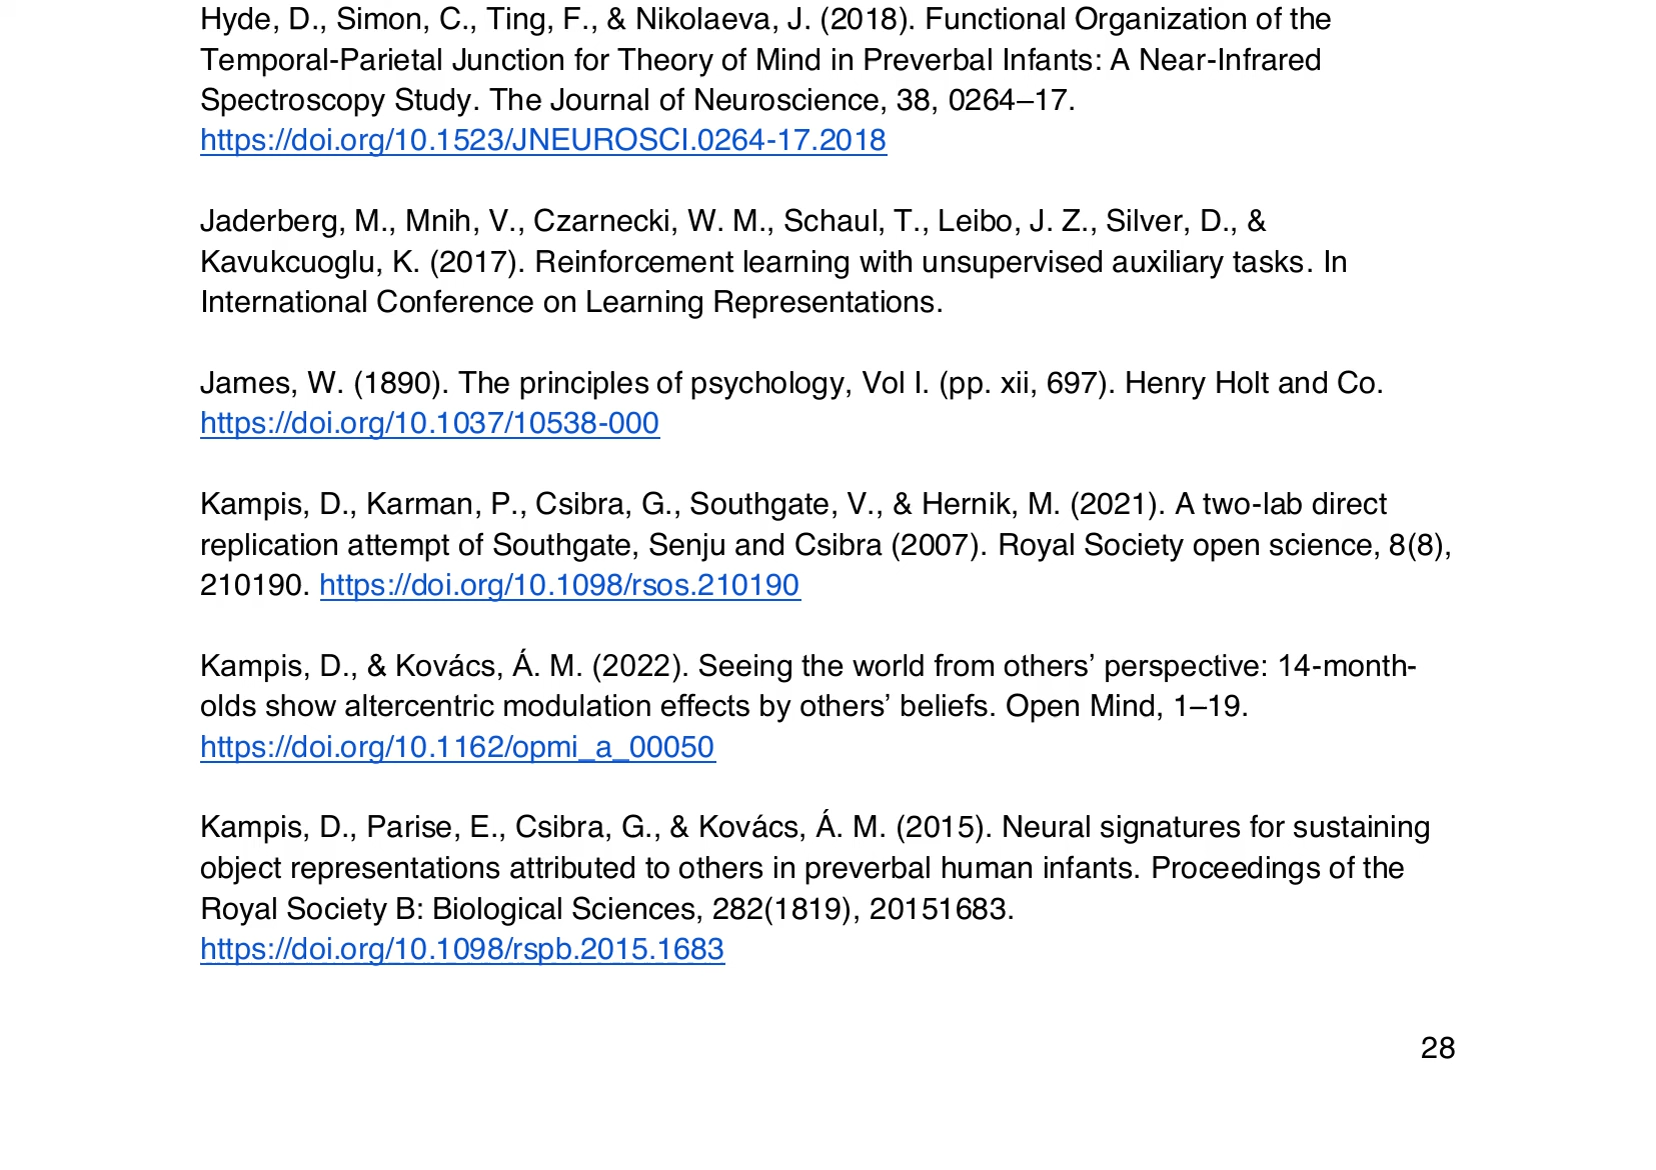 Hyde, D., Simon, C., Ting, F., & Nikolaeva, J. (2018). Functional Organization of the
Temporal-Parietal Junction for Theory of Mind in Preverbal Infants: A Near-Infrared
Spectroscopy Study. The Journal of Neuroscience, 38, 0264–17.
https://doi.org/10.1523/JNEUROSCI.0264-17.2018
Jaderberg, M., Mnih, V., Czarnecki, W. M., Schaul, T., Leibo, J. Z., Silver, D., &
Kavukcuoglu, K. (2017). Reinforcement learning with unsupervised auxiliary tasks. In
International Conference on Learning Representations.
James, W. (1890). The principles of psychology, Vol I. (pp. xii, 697). Henry Holt and Co.
https://doi.org/10.1037/10538-000
Kampis, D., Karman, P., Csibra, G., Southgate, V., & Hernik, M. (2021). A two-lab direct
replication attempt of Southgate, Senju and Csibra (2007). Royal Society open science, 8(8),
210190. https://doi.org/10.1098/rsos.210190
Kampis, D., & Kovács, Á. M. (2022). Seeing the world from others’ perspective: 14-month-
olds show altercentric modulation effects by others’ beliefs. Open Mind, 1–19.
https://doi.org/10.1162/opmi_a_00050
Kampis, D., Parise, E., Csibra, G., & Kovács, Á. M. (2015). Neural signatures for sustaining
object representations attributed to others in preverbal human infants. Proceedings of the
Royal Society B: Biological Sciences, 282(1819), 20151683.
https://doi.org/10.1098/rspb.2015.1683
28